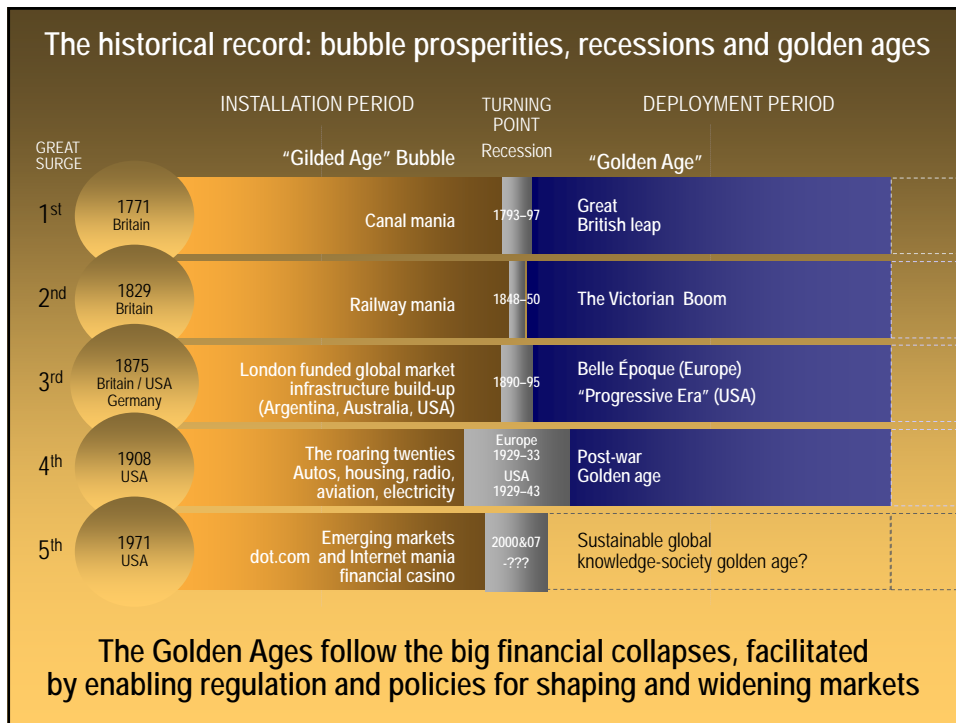 The historical record: bubble prosperities, recessions and golden ages
INSTALLATION PERIOD
TURNING
POINT
DEPLOYMENT PERIOD
GREAT
SURGE
“Gilded Age” Bubble
Recession
“Golden Age”
1st
1771
Britain
Canal mania
1793–97
Great
British leap
2nd
1829
Britain
Railway mania
1848–50
The Victorian Boom
3rd
1875
Britain / USA
Germany
London funded global market
infrastructure build-up
(Argentina, Australia, USA)
1890–95
Belle Époque (Europe)
“Progressive Era” (USA)
4th
1908
USA
The roaring twenties
Autos, housing, radio,
aviation, electricity
Europe
1929–33
USA
1929–43
Post-war
Golden age
5th
1971
USA
Emerging markets
dot.com and Internet mania
financial casino
2000&07
-???
Sustainable global
knowledge-society golden age?
The Golden Ages follow the big financial collapses, facilitated
by enabling regulation and policies for shaping and widening markets